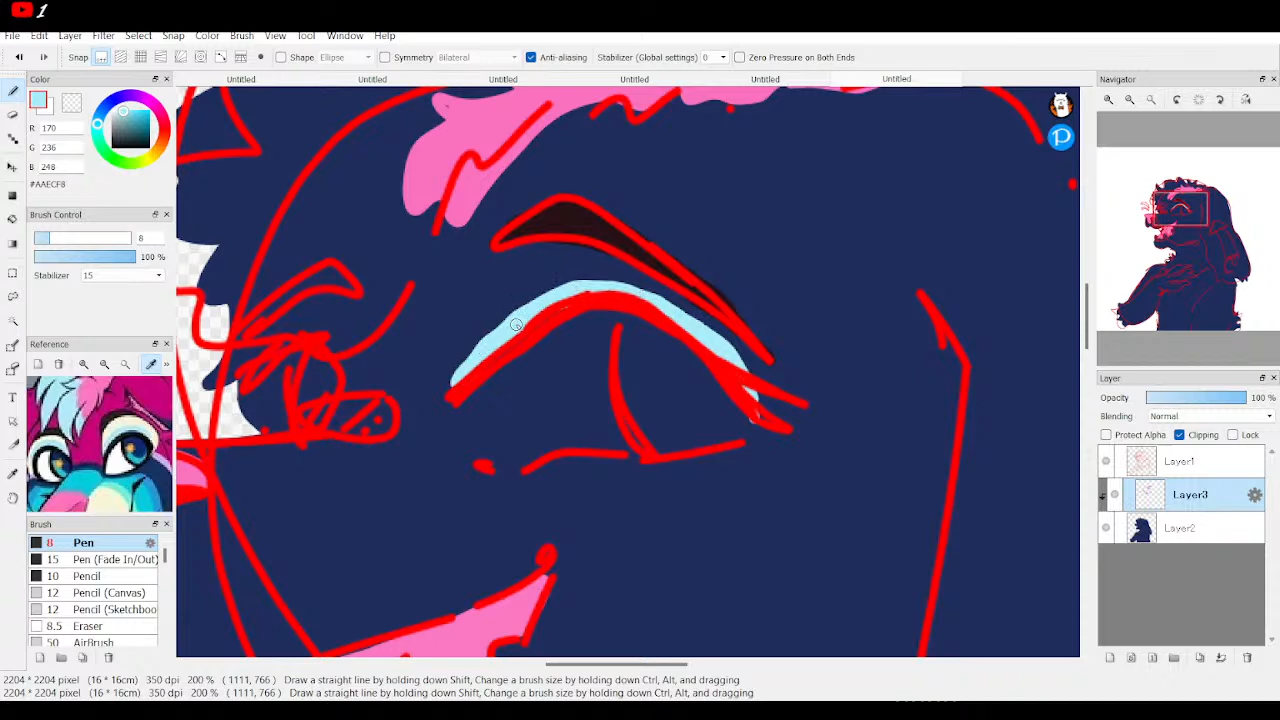 1
File Edit Layer Filter Select Snap Color Brush View Tool Window Help
Snap Shape Ellipse Symmetry Bilateral Anti-aliasing Stabilizer (Global settings) 0 Zero Pressure on Both Ends
Color Untitled Untitled Untitled Untitled Untitled Untitled Navigator
R 170
G 236
B 248
#AAECF8
Brush Control
8
100 %
Stabilizer 15
Reference
Brush
8 Pen
15 Pen (Fade In/Out)
10 Pencil
12 Pencil (Canvas)
12 Pencil (Sketchboo
8.5 Eraser
50 AirBrush
Layer
Opacity 100 %
Blending Normal
Protect Alpha Clipping Lock
Layer1
Layer3
Layer2
2204 * 2204 pixel (16 * 16cm) 350 dpi 200 % ( 1111, 766 ) Draw a straight line by holding down Shift, Change a brush size by holding down Ctrl, Alt, and dragging
2204 * 2204 pixel (16 * 16cm) 350 dpi 200 % ( 1111, 766 ) Draw a straight line by holding down Shift, Change a brush size by holding down Ctrl, Alt, and dragging